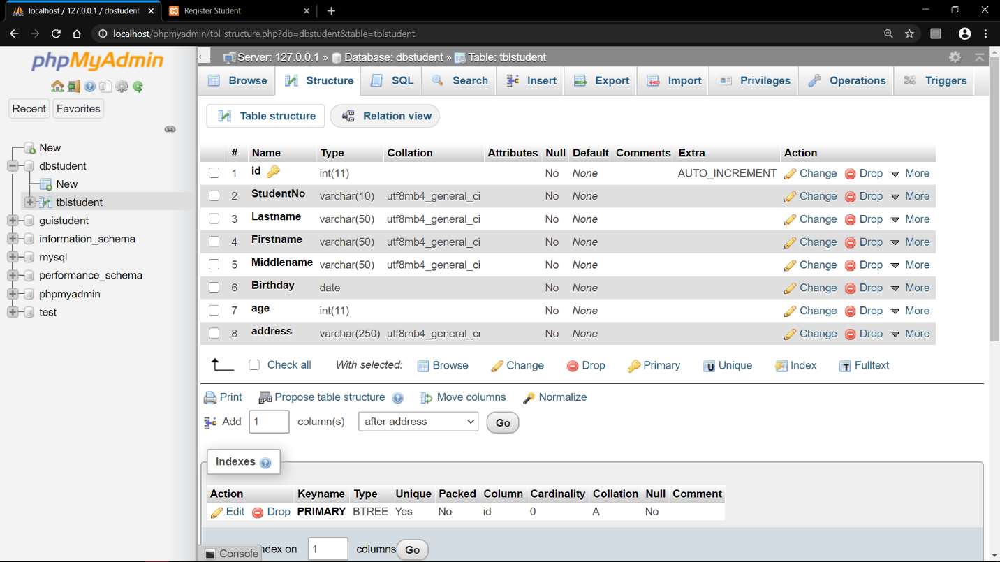 localhost / 127.0.0.1 / dbstudent
Register Student
localhost/phpmyadmin/tbl_structure.php?db=dbstudent&table=tblstudent
phpMyAdmin
Recent Favorites
New
dbstudent
New
tblstudent
guistudent
information_schema
mysql
performance_schema
phpmyadmin
test
Server: 127.0.0.1 » Database: dbstudent » Table: tblstudent
Browse Structure SQL Search Insert Export Import Privileges Operations Triggers
Table structure Relation view
# Name Type Collation Attributes Null Default Comments Extra Action
1 id int(11) No None AUTO_INCREMENT Change Drop More
2 StudentNo varchar(10) utf8mb4_general_ci No None Change Drop More
3 Lastname varchar(50) utf8mb4_general_ci No None Change Drop More
4 Firstname varchar(50) utf8mb4_general_ci No None Change Drop More
5 Middlename varchar(50) utf8mb4_general_ci No None Change Drop More
6 Birthday date No None Change Drop More
7 age int(11) No None Change Drop More
8 address varchar(250) utf8mb4_general_ci No None Change Drop More
Check all With selected: Browse Change Drop Primary Unique Index Fulltext
Print Propose table structure Move columns Normalize
Add 1 column(s) after address Go
Indexes
Action Keyname Type Unique Packed Column Cardinality Collation Null Comment
Edit Drop PRIMARY BTREE Yes No id 0 A No
ndex on 1 columns Go
Console